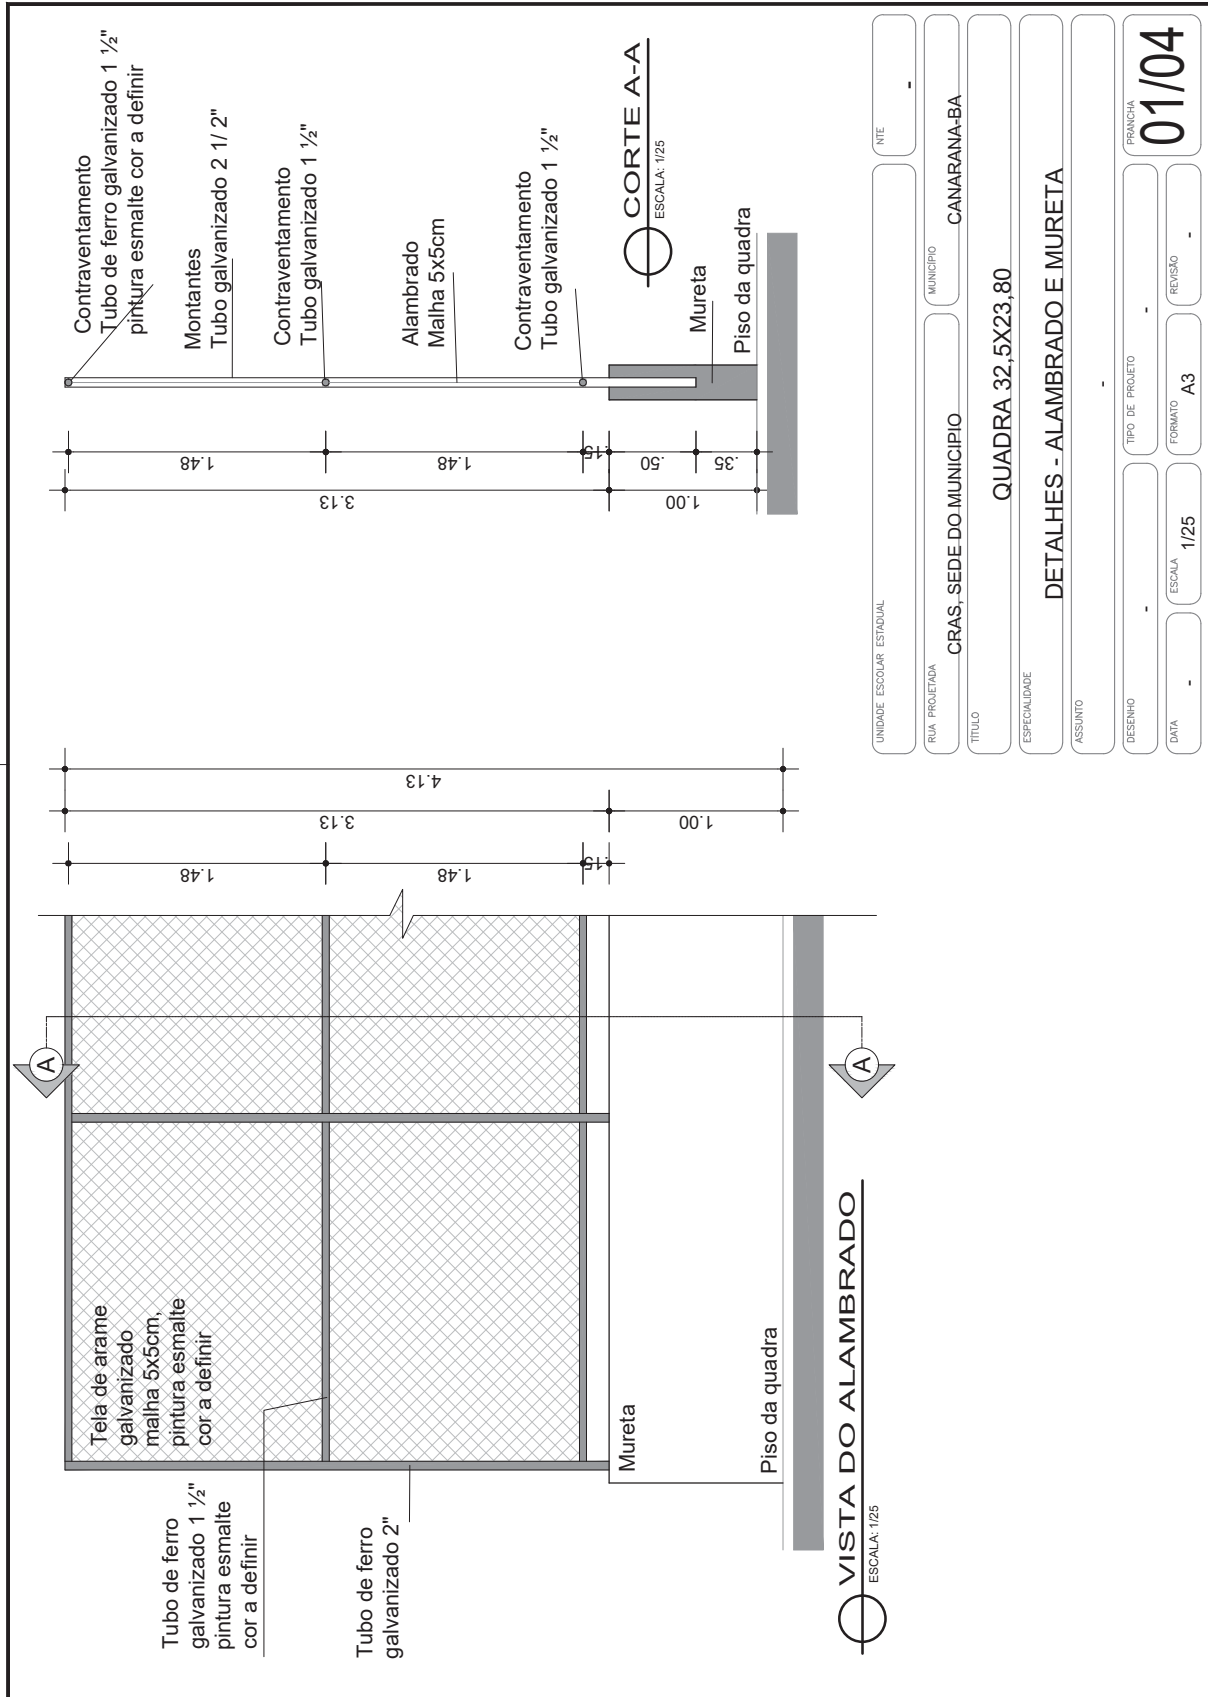 Tela de arame
galvanizado
malha 5x5cm,
pintura esmalte
cor a definir
Tubo de ferro
galvanizado 1 ½"
pintura esmalte
cor a definir
Tubo de ferro
galvanizado 2"
Mureta
Piso da quadra
A
A
1.48
1.48
.15
3.13
1.00
4.13
VISTA DO ALAMBRADO
ESCALA: 1/25
Contraventamento
Tubo de ferro galvanizado 1 ½"
pintura esmalte cor a definir
Montantes
Tubo galvanizado 2 1/ 2"
Contraventamento
Tubo galvanizado 1 ½"
Alambrado
Malha 5x5cm
Contraventamento
Tubo galvanizado 1 ½"
Mureta
Piso da quadra
1.48
1.48
.15
.50
.35
3.13
1.00
CORTE A-A
ESCALA: 1/25
UNIDADE ESCOLAR ESTADUAL
NTE
-
RUA PROJETADA
CRAS, SEDE DO MUNICIPIO
MUNICÍPIO
CANARANA-BA
TÍTULO
QUADRA 32,5X23,80
ESPECIALIDADE
DETALHES - ALAMBRADO E MURETA
ASSUNTO
-
DESENHO
-
TIPO DE PROJETO
-
PRANCHA
01/04
DATA
-
ESCALA
1/25
FORMATO
A3
REVISÃO
-